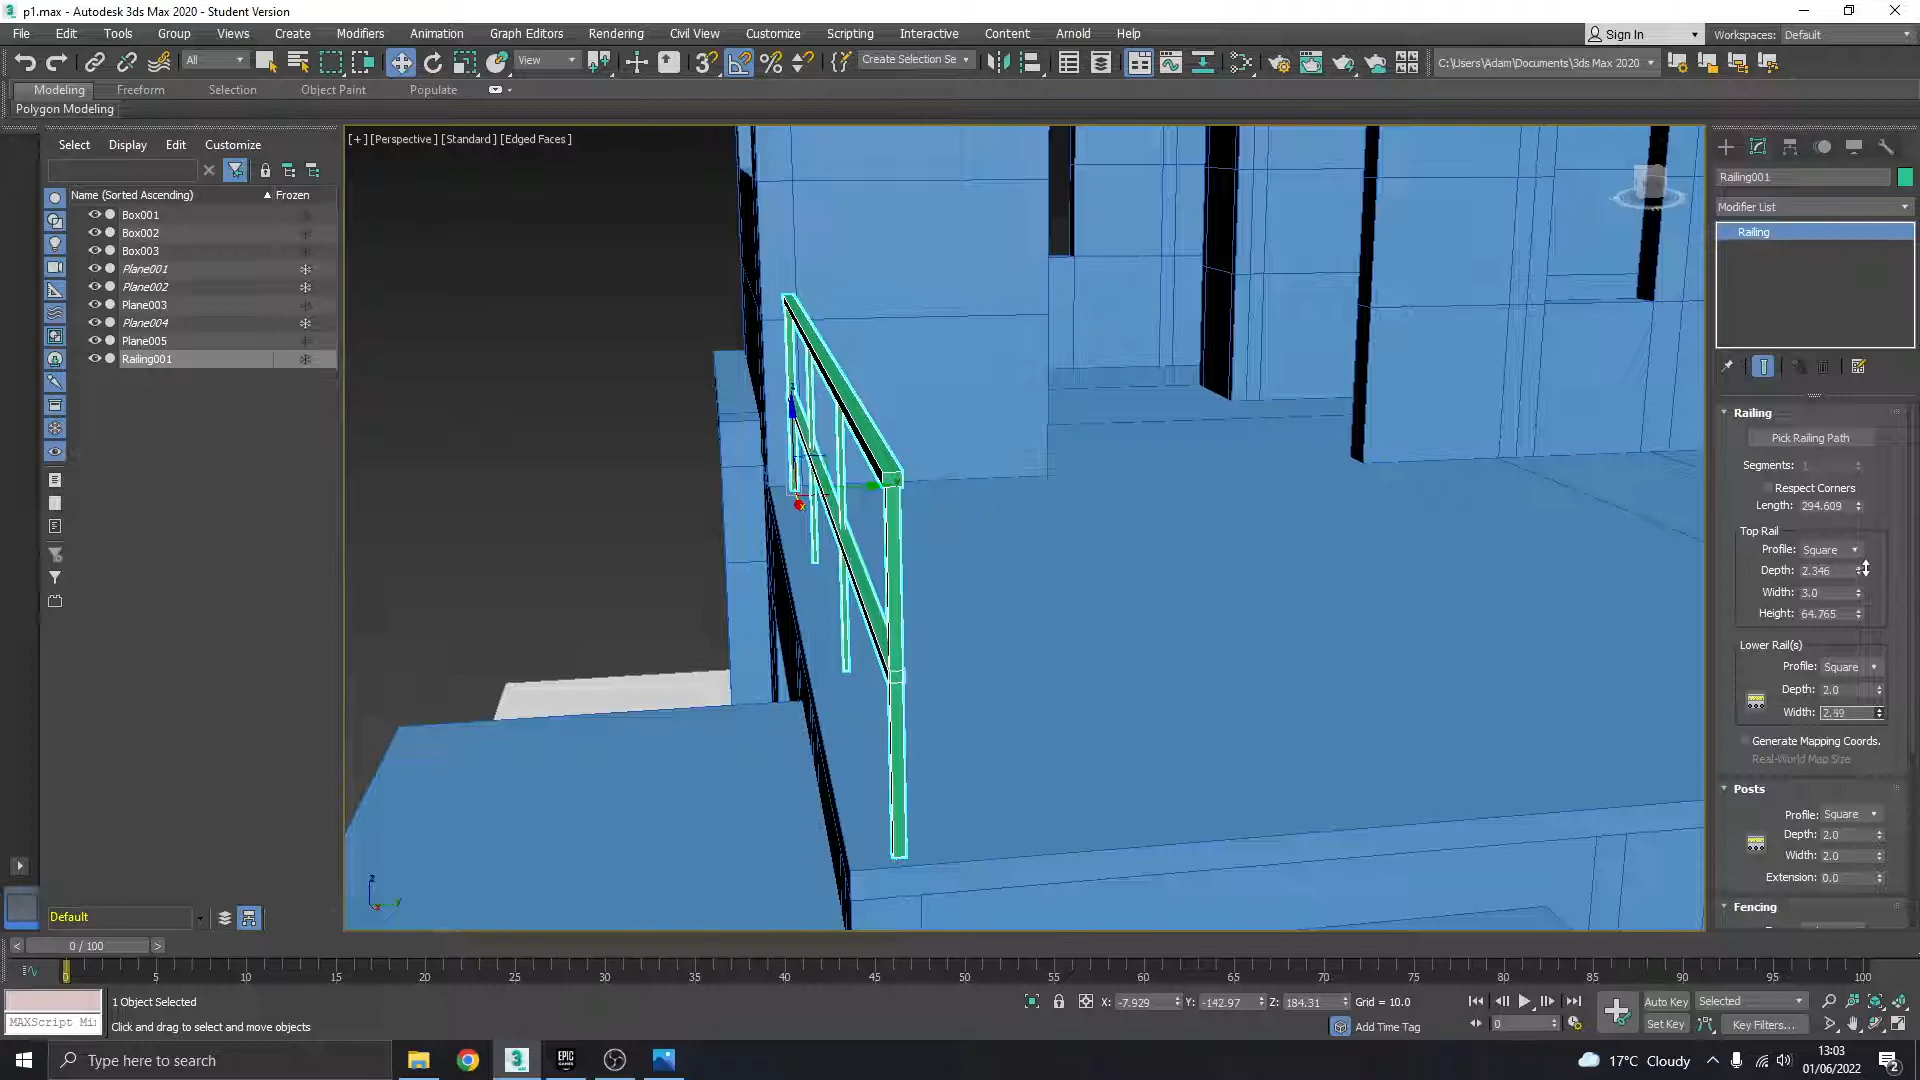 p1.max - Autodesk 3ds Max 2020 - Student Version
File Edit Tools Group Views Create Modifiers Animation Graph Editors Rendering Civil View Customize Scripting Interactive Content Arnold Help
Sign In Workspaces: Default
All View Create Selection Se C:\Users\Adam\Documents\3ds Max 2020
Modeling Freeform Selection Object Paint Populate
Polygon Modeling
Select Display Edit Customize
Name (Sorted Ascending) Frozen
Box001
Box002
Box003
Plane001
Plane002
Plane003
Plane004
Plane005
Railing001
[+] [Perspective ] [Standard ] [Edged Faces ]
Railing001
Modifier List
Railing
Railing
Pick Railing Path
Segments: 1
Respect Corners
Length: 294.609
Top Rail
Profile: Square
Depth: 2.346
Width: 3.0
Height: 64.765
Lower Rail(s)
Profile: Square
Depth: 2.0
Width: 2.59
Generate Mapping Coords.
Real-World Map Size
Posts
Profile: Square
Depth: 2.0
Width: 2.0
Extension: 0.0
Fencing
Default
< 0 / 100 >
0 5 10 15 20 25 30 35 40 45 50 55 60 65 70 75 80 85 90 95 100
1 Object Selected
MAXScript Mi
Click and drag to select and move objects
X: -7.929 Y: -142.97 Z: 184.31 Grid = 10.0
Add Time Tag
0
Auto Key Selected
Set Key Key Filters...
Type here to search
EPIC GAMES
17°C Cloudy
13:03
01/06/2022
2